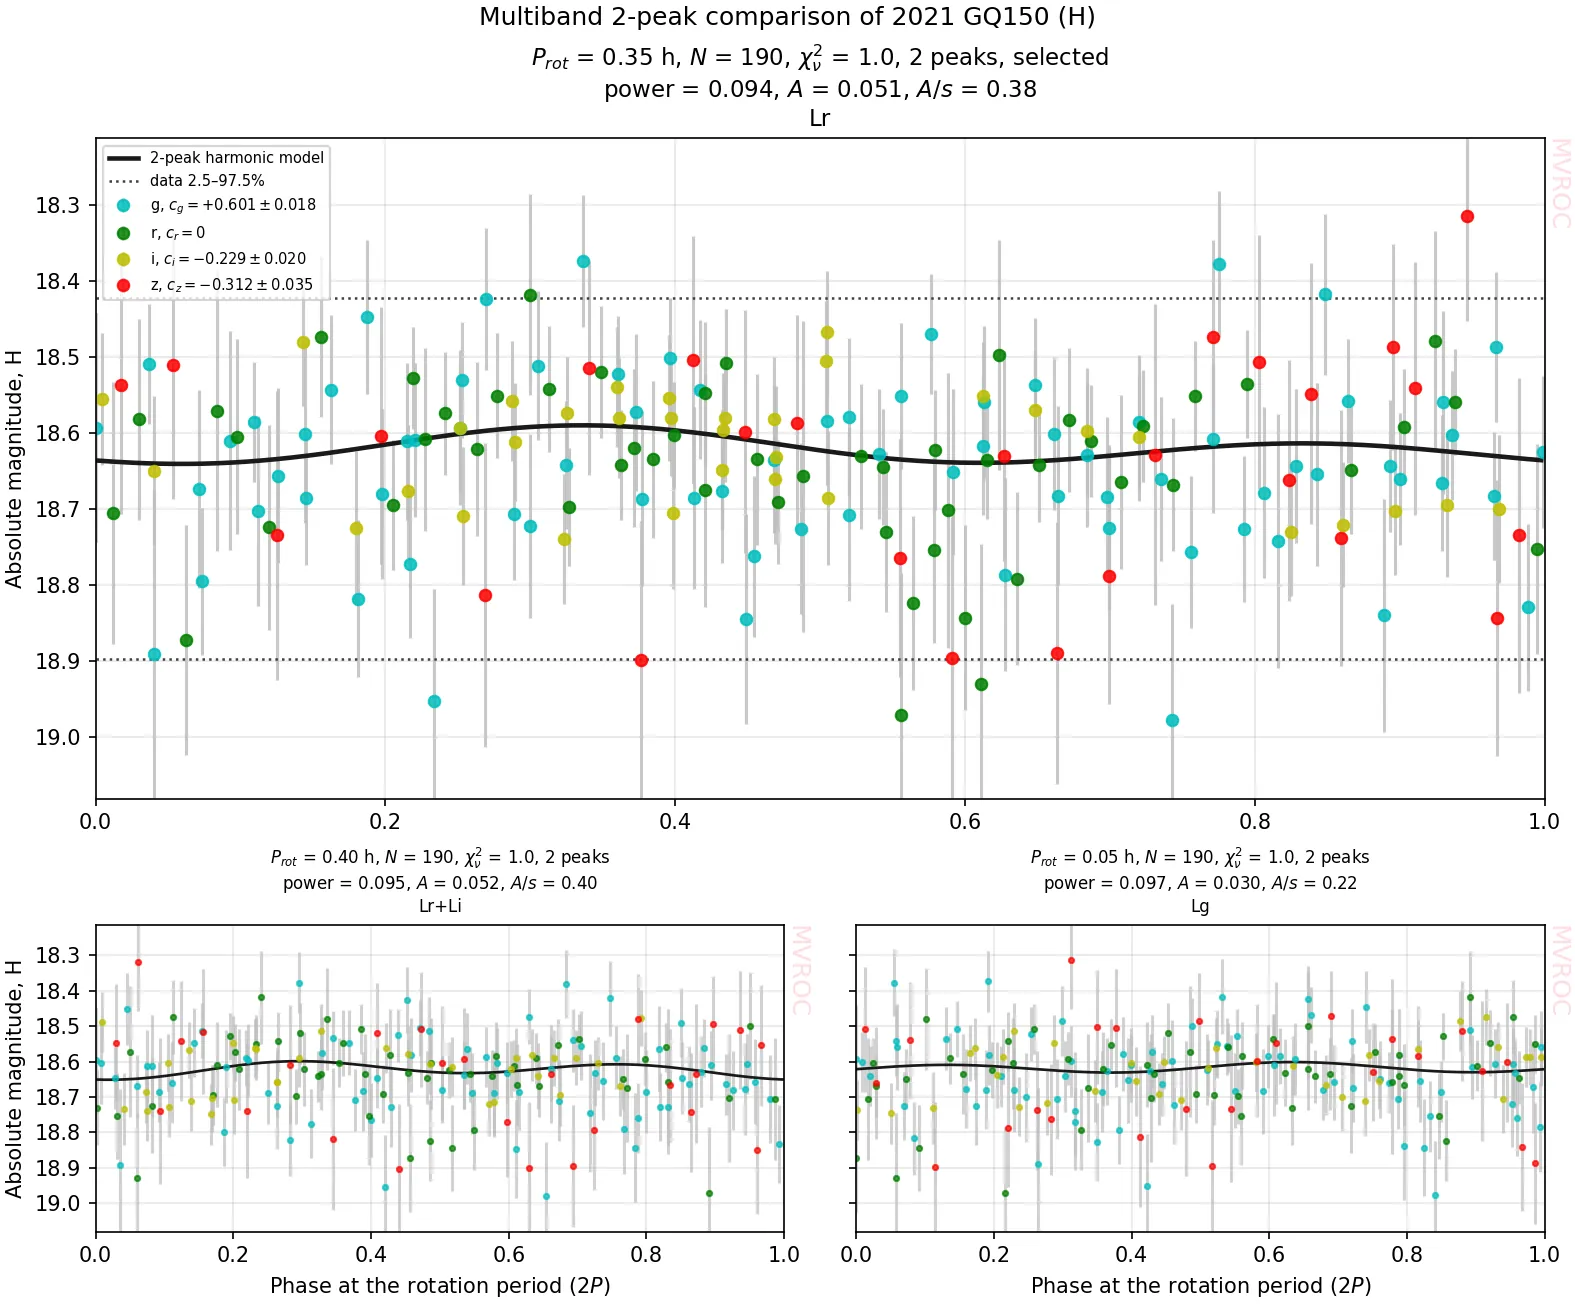 Multiband 2-peak comparison of 2021 GQ150 (H)
P_rot = 0.35 h, N = 190, χ²_ν = 1.0, 2 peaks, selected
power = 0.094, A = 0.051, A/s = 0.38
Lr
2-peak harmonic model
data 2.5–97.5%
g, c_g = +0.601 ± 0.018
r, c_r = 0
i, c_i = −0.229 ± 0.020
z, c_z = −0.312 ± 0.035
MVROC
Absolute magnitude, H
18.3
18.4
18.5
18.6
18.7
18.8
18.9
19.0
0.0 0.2 0.4 0.6 0.8 1.0
P_rot = 0.40 h, N = 190, χ²_ν = 1.0, 2 peaks
power = 0.095, A = 0.052, A/s = 0.40
Lr+Li
MVROC
Absolute magnitude, H
18.3
18.4
18.5
18.6
18.7
18.8
18.9
19.0
0.0 0.2 0.4 0.6 0.8 1.0
Phase at the rotation period (2P)
P_rot = 0.05 h, N = 190, χ²_ν = 1.0, 2 peaks
power = 0.097, A = 0.030, A/s = 0.22
Lg
MVROC
0.0 0.2 0.4 0.6 0.8 1.0
Phase at the rotation period (2P)